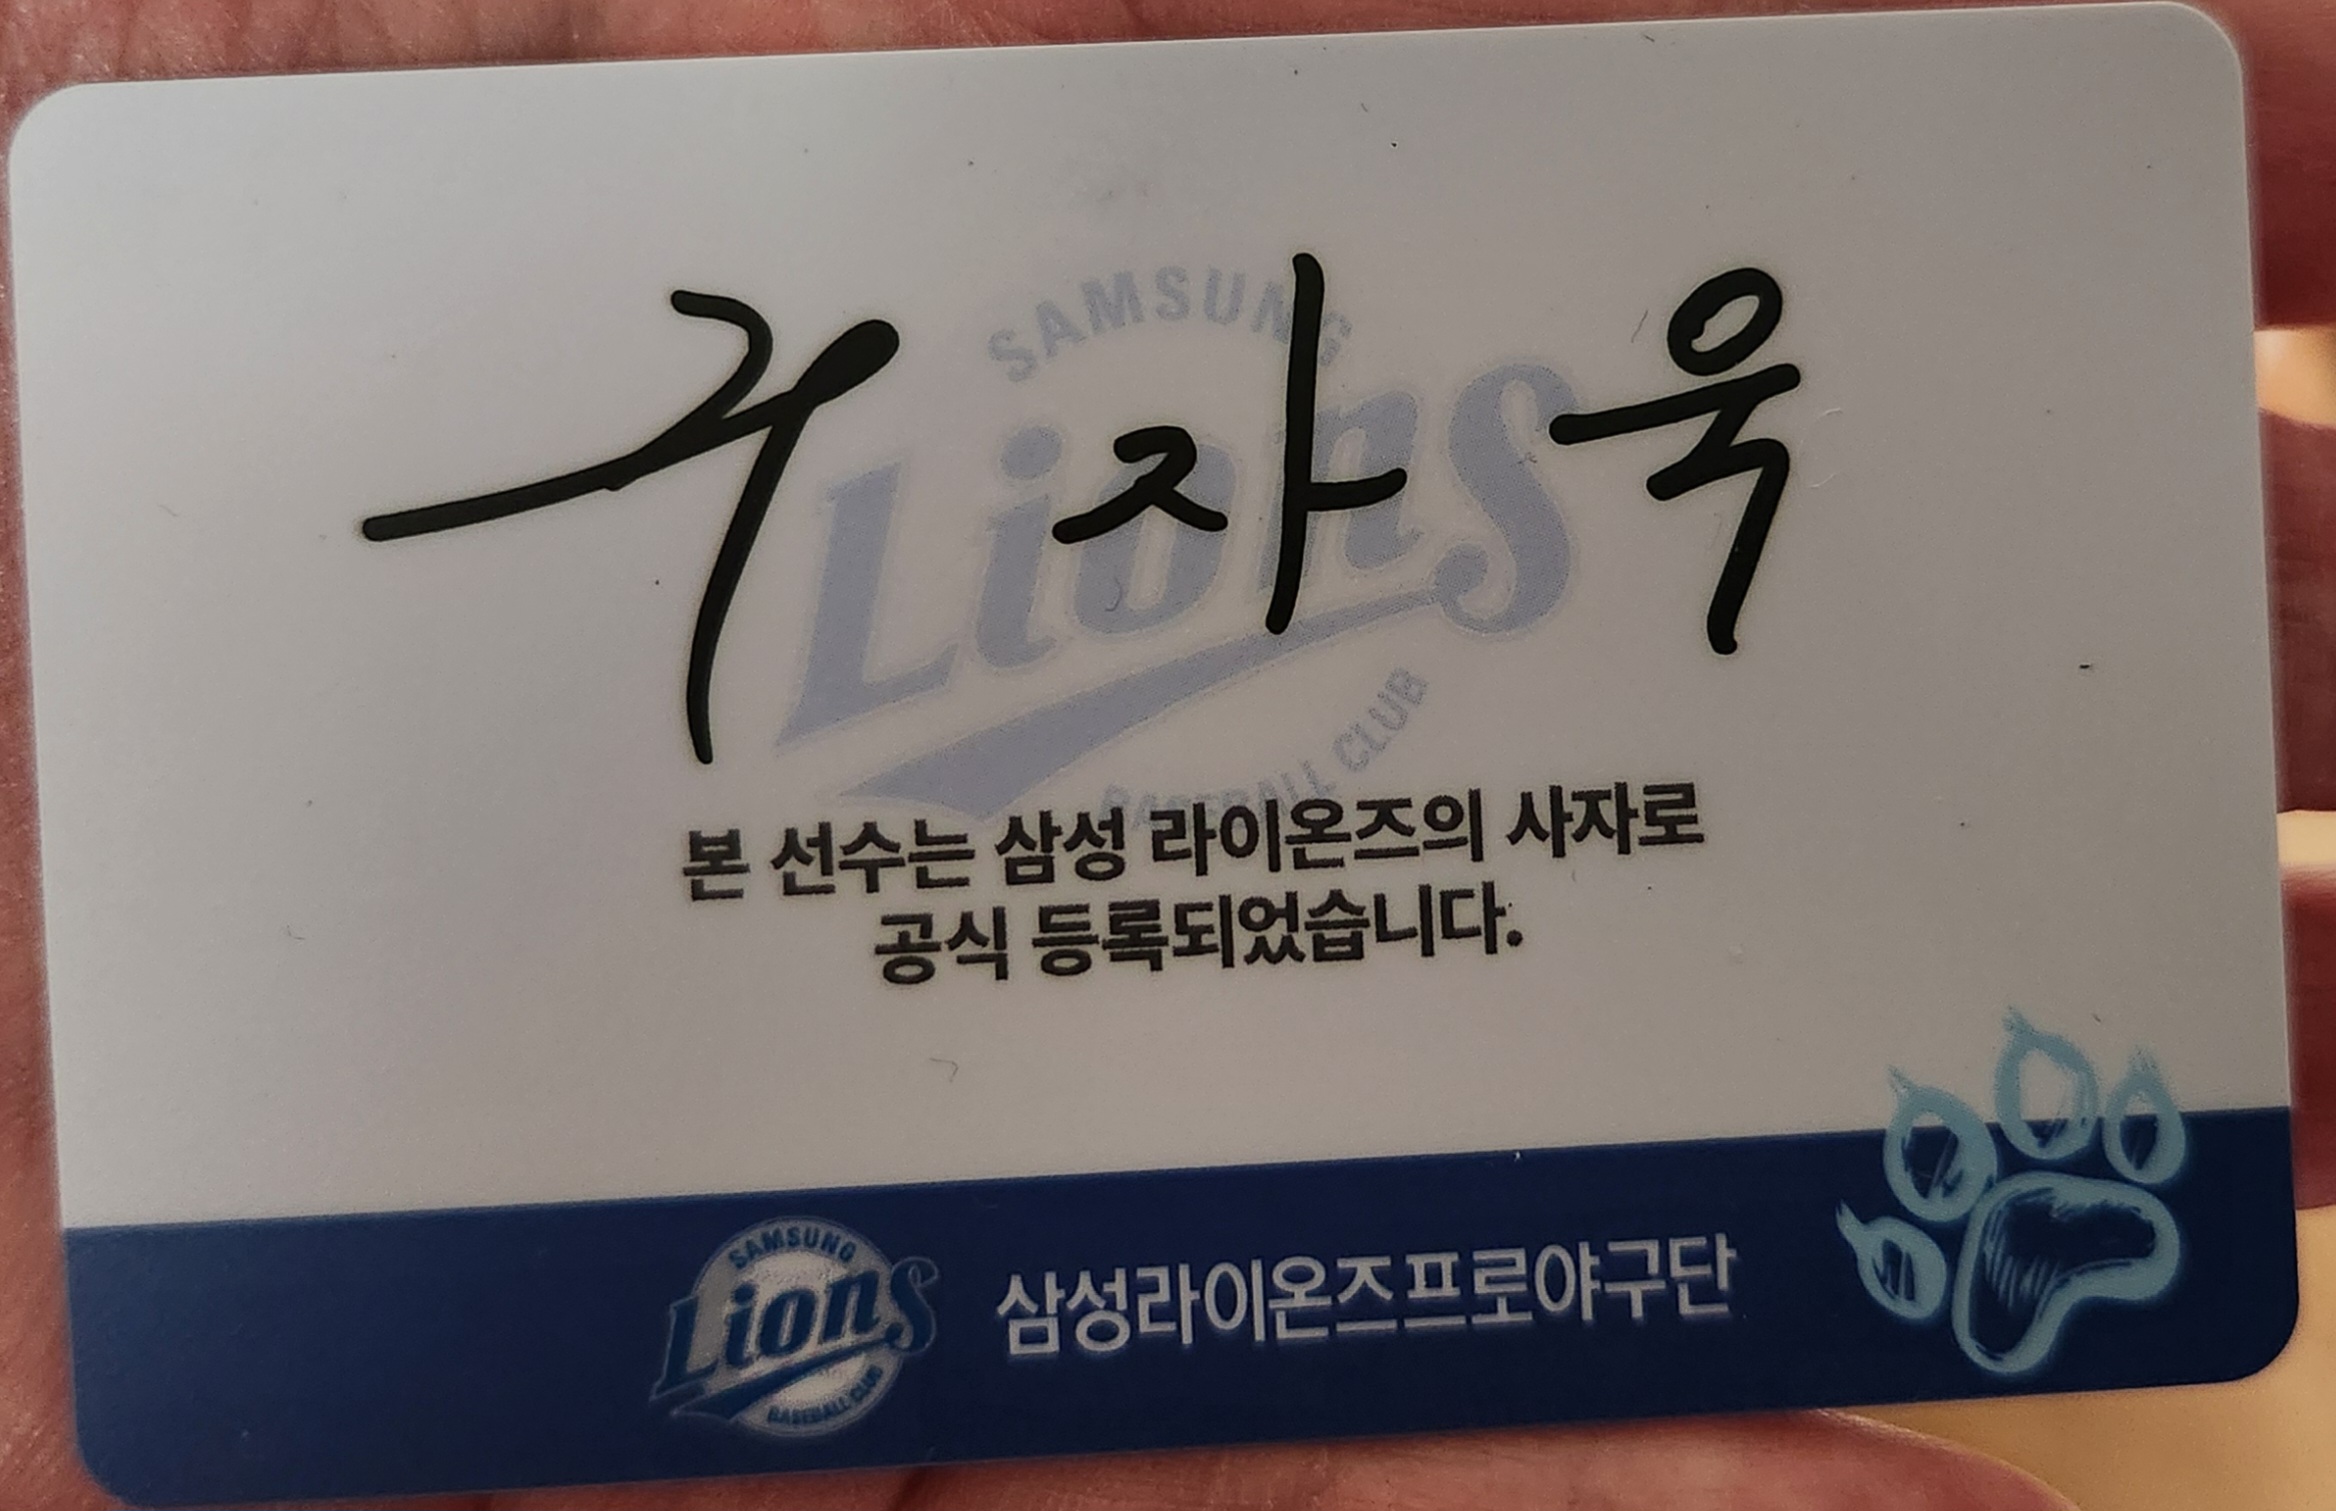 구자욱
SAMSUNG
Lions
BASEBALL CLUB
본 선수는 삼성 라이온즈의 사자로
공식 등록되었습니다.
SAMSUNG
Lions
BASEBALL CLUB
삼성라이온즈프로야구단